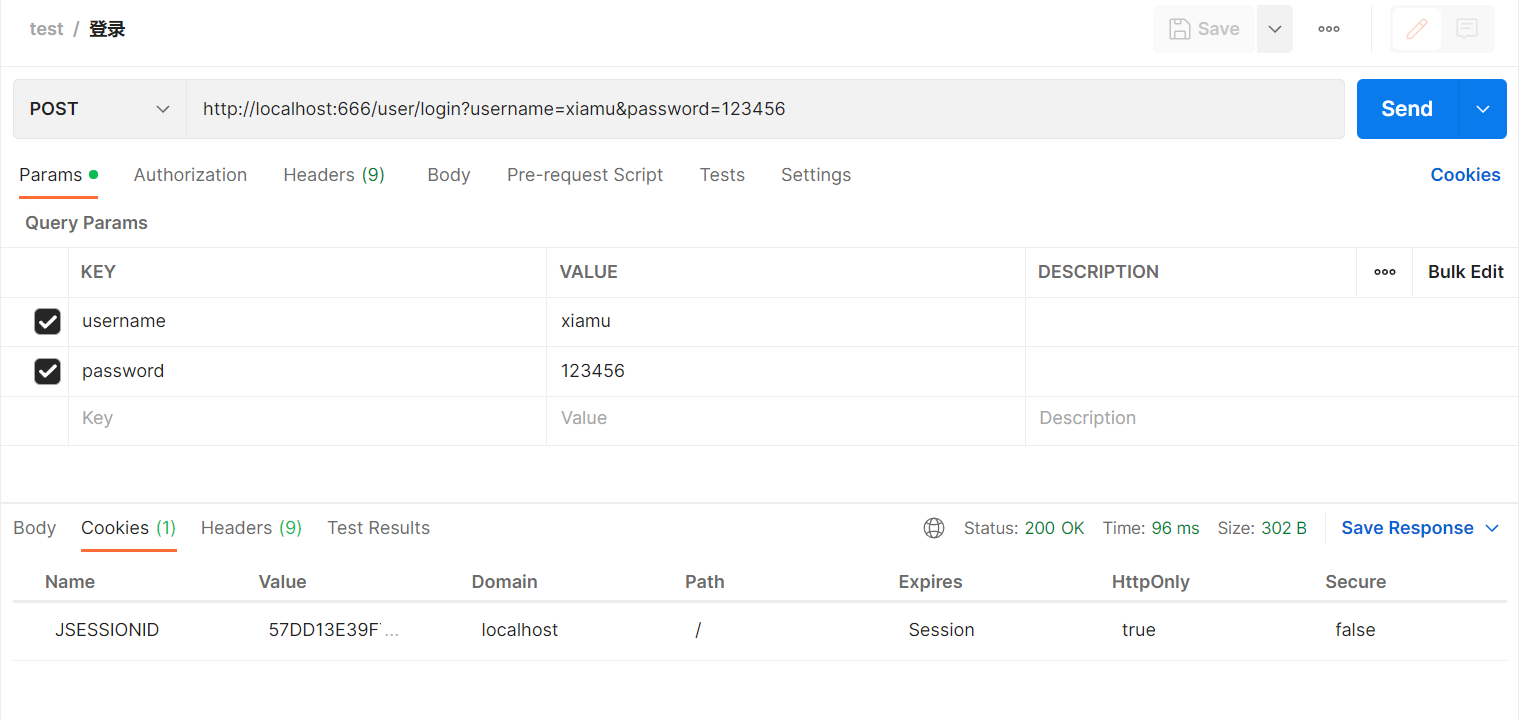 test / 登录
Save
POST http://localhost:666/user/login?username=xiamu&password=123456 Send
Params Authorization Headers (9) Body Pre-request Script Tests Settings Cookies
Query Params
KEY VALUE DESCRIPTION Bulk Edit
username xiamu
password 123456
Key Value Description
Body Cookies (1) Headers (9) Test Results Status: 200 OK Time: 96 ms Size: 302 B Save Response
Name Value Domain Path Expires HttpOnly Secure
JSESSIONID 57DD13E39F... localhost / Session true false